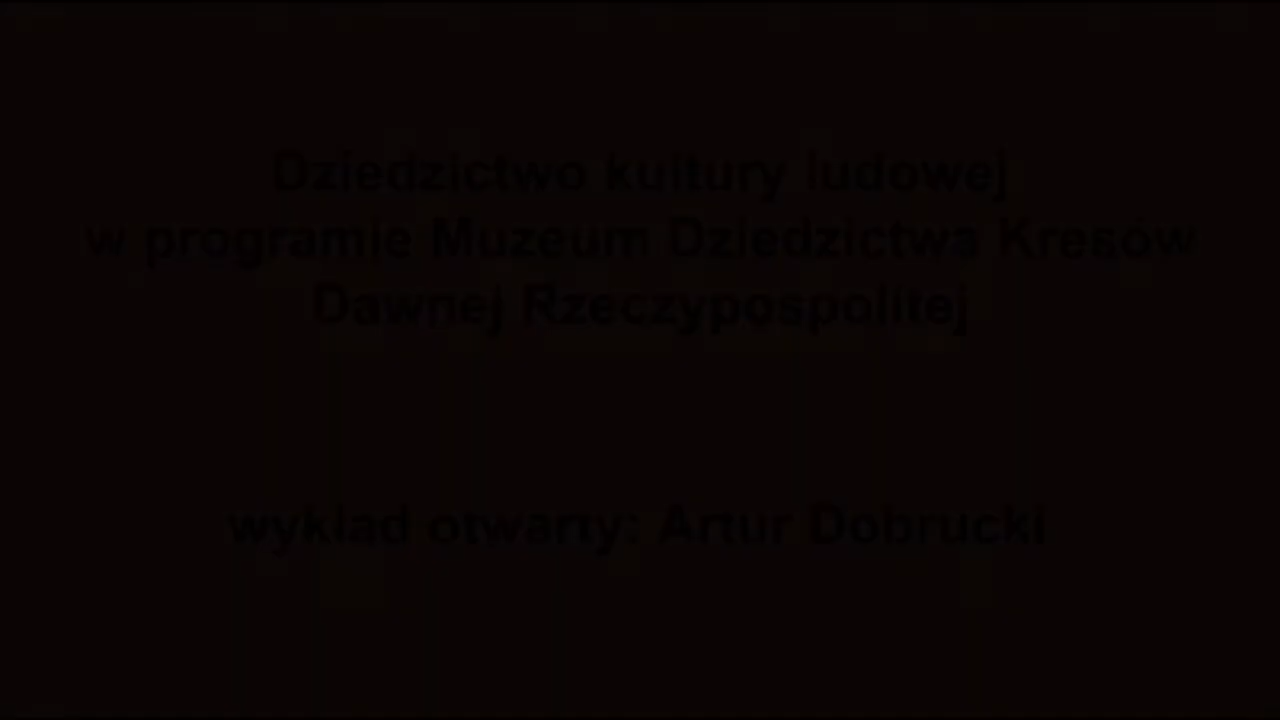 Dziedzictwo kultury ludowej
w programie Muzeum Dziedzictwa Kresów
Dawnej Rzeczypospolitej
wykład otwarty: Artur Dobrucki